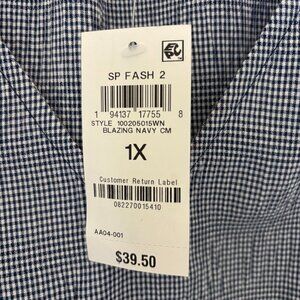 SP FASH 2
1 94137 17755 8
STYLE 100205015WN
BLAZING NAVY CM
1X
Customer Return Label
082270015410
AA04-001
$39.50